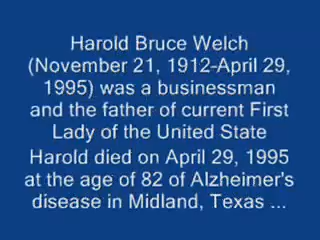 Harold Bruce Welch
(November 21, 1912-April 29,
1995) was a businessman
and the father of current First
Lady of the United State
Harold died on April 29, 1995
at the age of 82 of Alzheimer's
disease in Midland, Texas ...